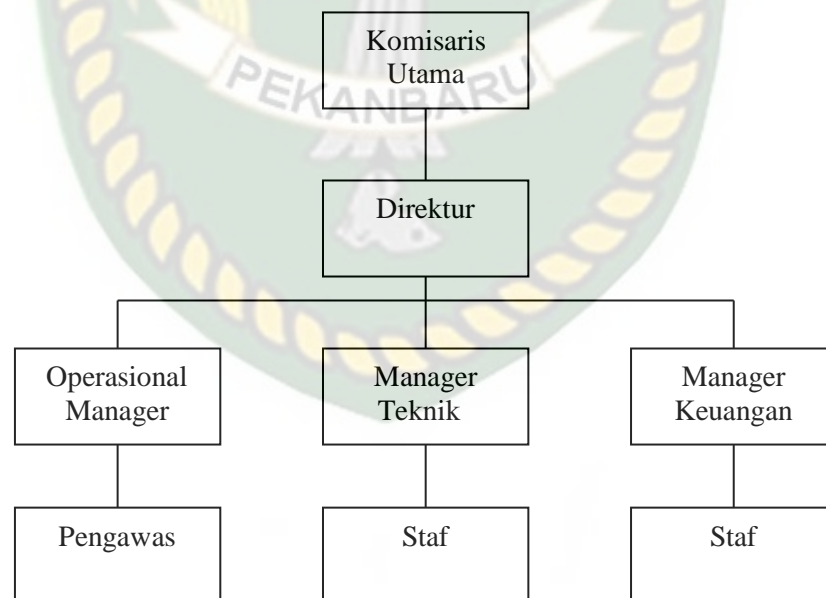 Komisaris
Utama
PEKANBARU
Direktur
Operasional
Manager
Manager
Teknik
Manager
Keuangan
Pengawas
Staf
Staf